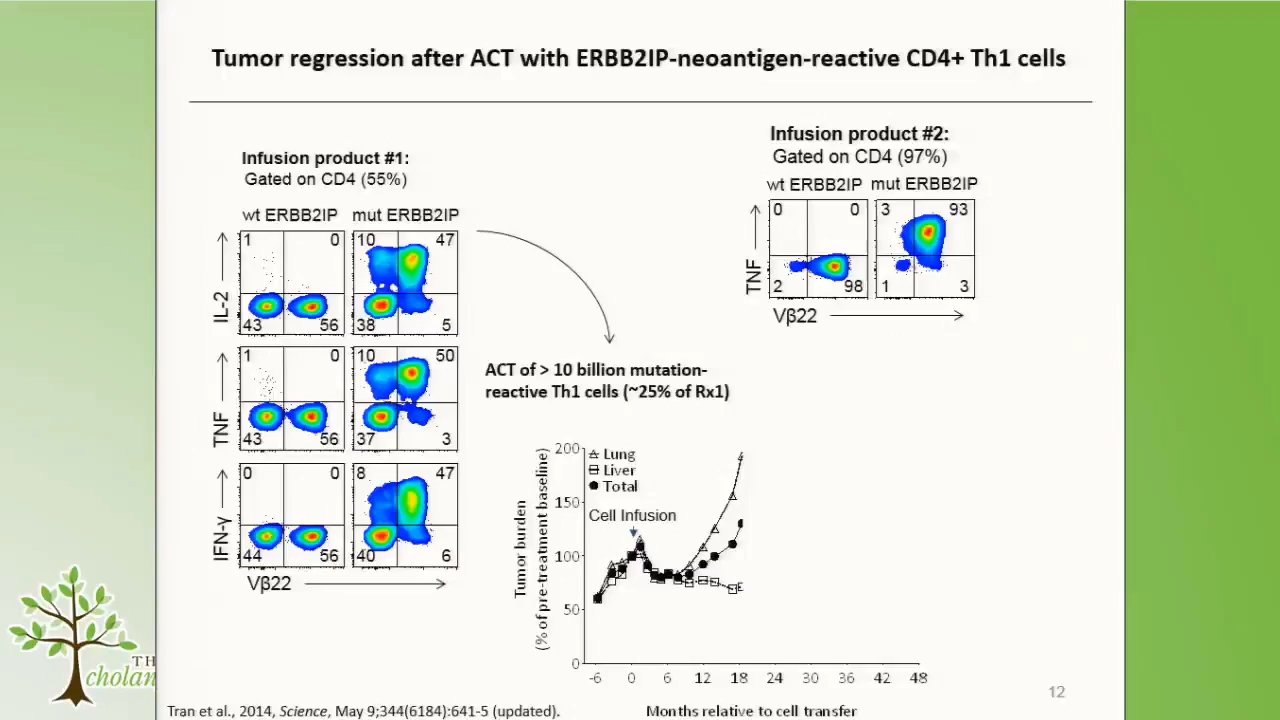 Tumor regression after ACT with ERBB2IP-neoantigen-reactive CD4+ Th1 cells
Infusion product #1:
Gated on CD4 (55%)
wt ERBB2IP mut ERBB2IP
IL-2
1 0 10 47
43 56 38 5
TNF
1 0 10 50
43 56 37 3
IFN-γ
0 0 8 47
44 56 40 6
Vβ22
Infusion product #2:
Gated on CD4 (97%)
wt ERBB2IP mut ERBB2IP
TNF
0 0 3 93
2 98 1 3
Vβ22
ACT of > 10 billion mutation-
reactive Th1 cells (~25% of Rx1)
Tumor burden
(% of pre-treatment baseline)
200
150
100
50
0
Lung
Liver
Total
Cell Infusion
-6 0 6 12 18 24 30 36 42 48
Months relative to cell transfer
12
Tran et al., 2014, Science, May 9;344(6184):641-5 (updated).
TH
cholan